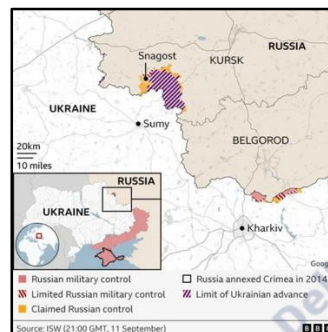 RUSSIA
KURSK
Snagost
UKRAINE
Sumy
BELGOROD
20km
10 miles
RUSSIA
UKRAINE
Kharkiv
Goog
Russian military control
Russia annexed Crimea in 2014
Limited Russian military control
Limit of Ukrainian advance
Claimed Russian control
Source: ISW (21:00 GMT, 11 September)
BBC